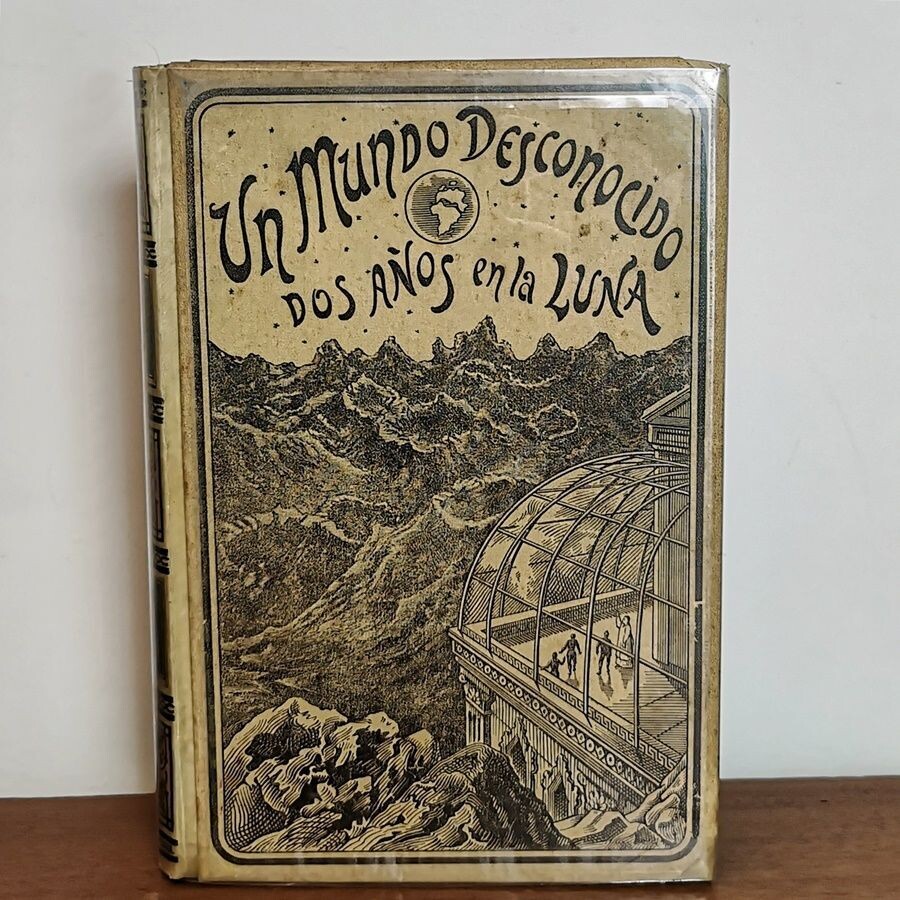 Un Mundo Desconocido
DOS AÑOS en la LUNA